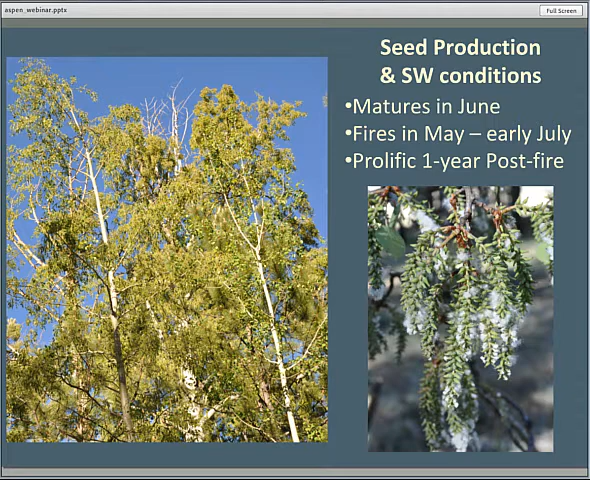 aspen_webinar.pptx
Full Screen
Seed Production
& SW conditions
•Matures in June
•Fires in May – early July
•Prolific 1-year Post-fire